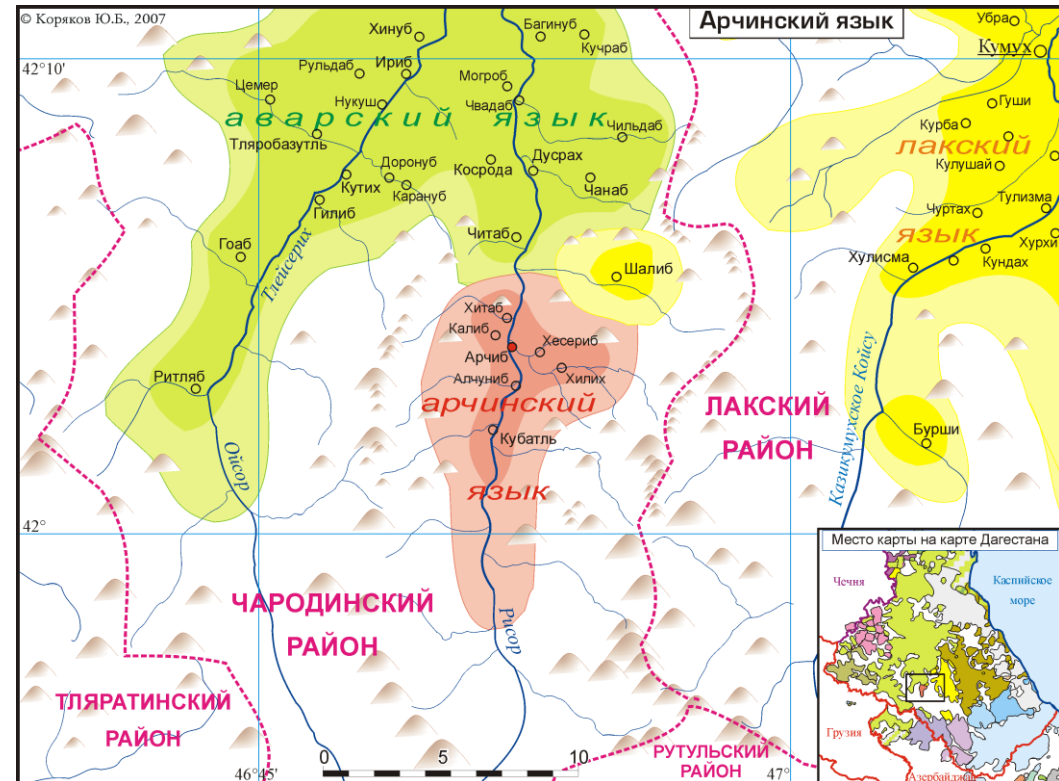 © Коряков Ю.Б., 2007
Арчинский язык
Убра
Кумух
Хинуб
Багинуб
Кучраб
42°10'
Рульдаб
Ириб
Могроб
Цемер
Нукуш
Чвадаб
Гуши
аварский язык
Чильдаб
Курба
Тляробазутль
лакский
Косрода
Дусрах
Кулушай
Доронуб
Кутих
Чанаб
Карануб
Гилиб
Тулизма
Чуртах
Читаб
язык
Гоаб
Тлейсерих
Хурхи
Шалиб
Хулисма
Кундах
Хитаб
Калиб
Арчиб
Хесериб
Ритляб
Алчуниб
Хилих
арчинский
ЛАКСКИЙ
РАЙОН
Кубатль
Бурши
Казикумухское Койсу
Ойсор
язык
42°
Место карты на карте Дагестана
Чечня
Каспийское
море
ЧАРОДИНСКИЙ
РАЙОН
Рисор
ТЛЯРАТИНСКИЙ
РАЙОН
Грузия
РУТУЛЬСКИЙ
РАЙОН
0 5 10
46°45'
47°
Азербайджан